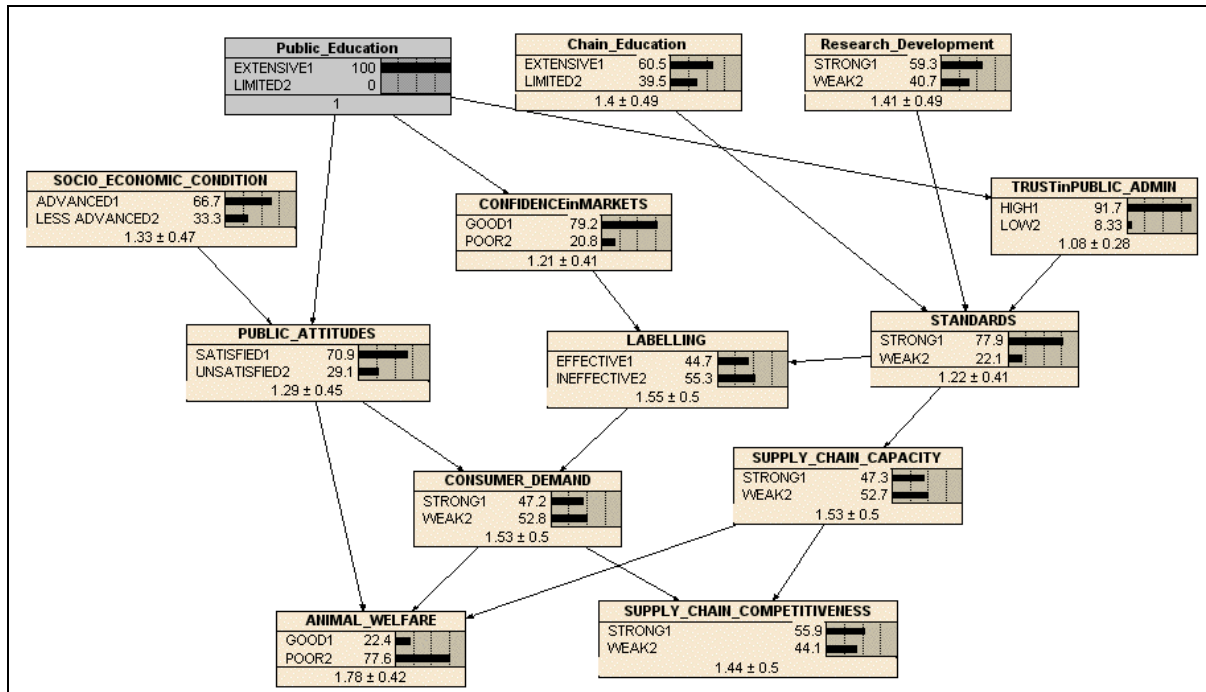 Public_Education
EXTENSIVE1 100
LIMITED2 0
1
Chain_Education
EXTENSIVE1 60.5
LIMITED2 39.5
1.4 ± 0.49
Research_Development
STRONG1 59.3
WEAK2 40.7
1.41 ± 0.49
SOCIO_ECONOMIC_CONDITION
ADVANCED1 66.7
LESS ADVANCED2 33.3
1.33 ± 0.47
CONFIDENCEinMARKETS
GOOD1 79.2
POOR2 20.8
1.21 ± 0.41
TRUSTinPUBLIC_ADMIN
HIGH1 91.7
LOW2 8.33
1.08 ± 0.28
PUBLIC_ATTITUDES
SATISFIED1 70.9
UNSATISFIED2 29.1
1.29 ± 0.45
LABELLING
EFFECTIVE1 44.7
INEFFECTIVE2 55.3
1.55 ± 0.5
STANDARDS
STRONG1 77.9
WEAK2 22.1
1.22 ± 0.41
CONSUMER_DEMAND
STRONG1 47.2
WEAK2 52.8
1.53 ± 0.5
SUPPLY_CHAIN_CAPACITY
STRONG1 47.3
WEAK2 52.7
1.53 ± 0.5
ANIMAL_WELFARE
GOOD1 22.4
POOR2 77.6
1.78 ± 0.42
SUPPLY_CHAIN_COMPETITIVENESS
STRONG1 55.9
WEAK2 44.1
1.44 ± 0.5